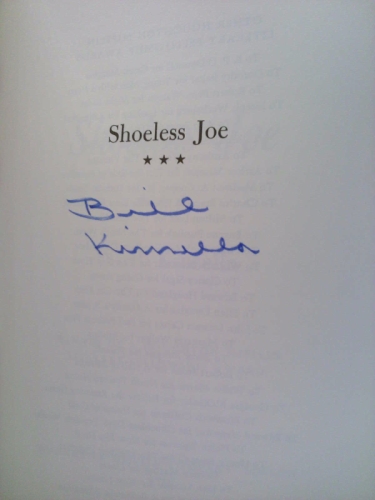 Shoeless Joe
★ ★ ★
Bill
Kinsella